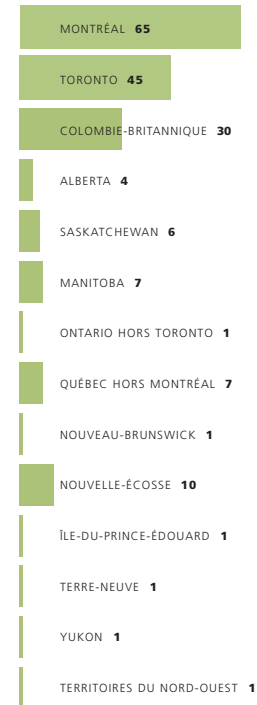 MONTRÉAL 65
TORONTO 45
COLOMBIE-BRITANNIQUE 30
ALBERTA 4
SASKATCHEWAN 6
MANITOBA 7
ONTARIO HORS TORONTO 1
QUÉBEC HORS MONTRÉAL 7
NOUVEAU-BRUNSWICK 1
NOUVELLE-ÉCOSSE 10
ÎLE-DU-PRINCE-ÉDOUARD 1
TERRE-NEUVE 1
YUKON 1
TERRITOIRES DU NORD-OUEST 1